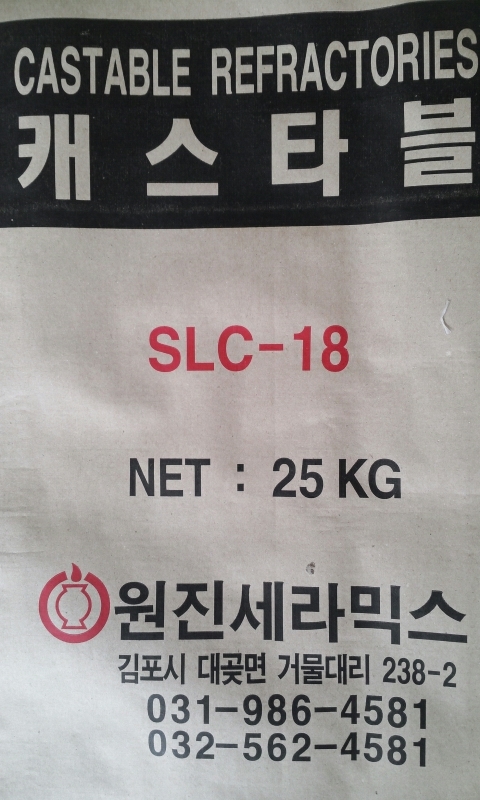 CASTABLE REFRACTORIES
캐스타블
SLC-18
NET : 25 KG
원진세라믹스
김포시 대곶면 거물대리 238-2
031-986-4581
032-562-4581